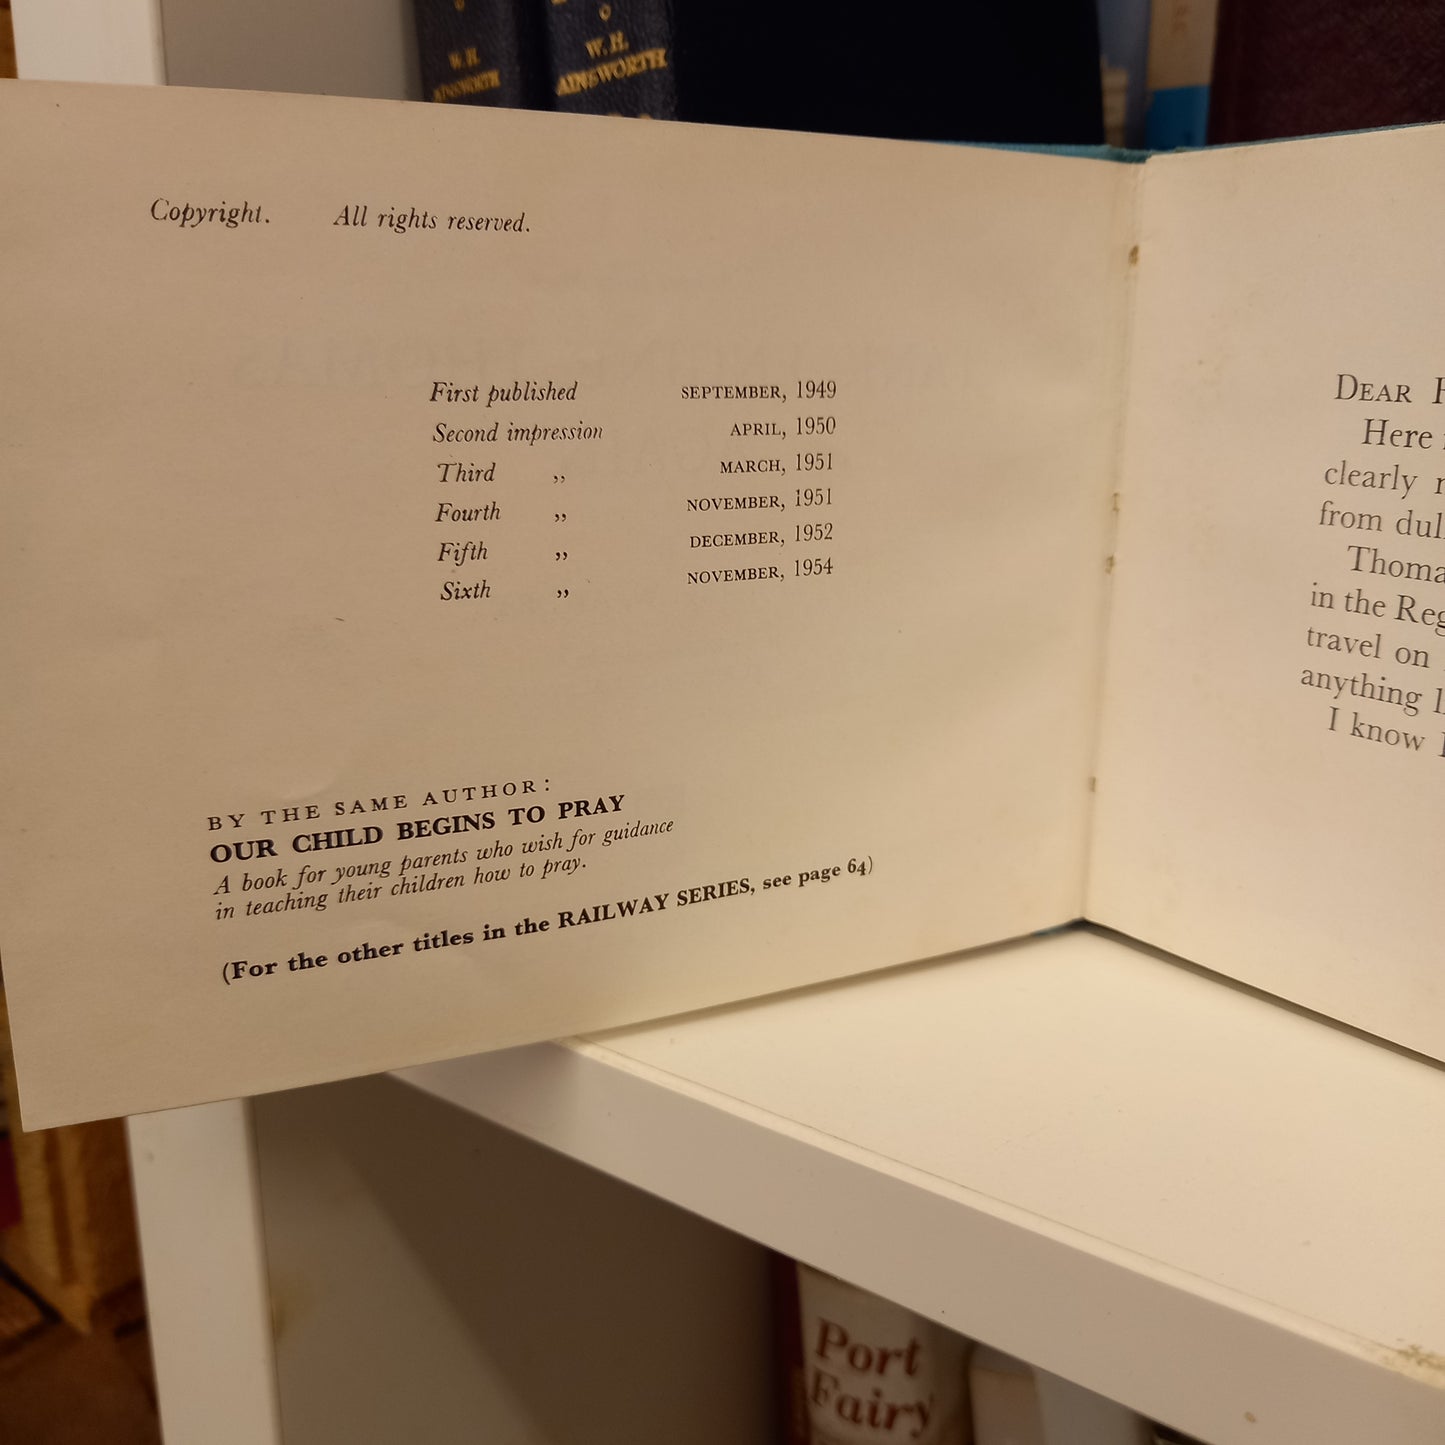 W. H.
AINSWORTH
W. H.
AINSWORTH
Copyright. All rights reserved.
First published SEPTEMBER, 1949
Second impression APRIL, 1950
Third ,, MARCH, 1951
Fourth ,, NOVEMBER, 1951
Fifth ,, DECEMBER, 1952
Sixth ,, NOVEMBER, 1954
BY THE SAME AUTHOR:
OUR CHILD BEGINS TO PRAY
A book for young parents who wish for guidance
in teaching their children how to pray.
(For the other titles in the RAILWAY SERIES, see page 64)
DEAR
Here
clearly
from
in the
travel on
anything
I know
Port
Fairy